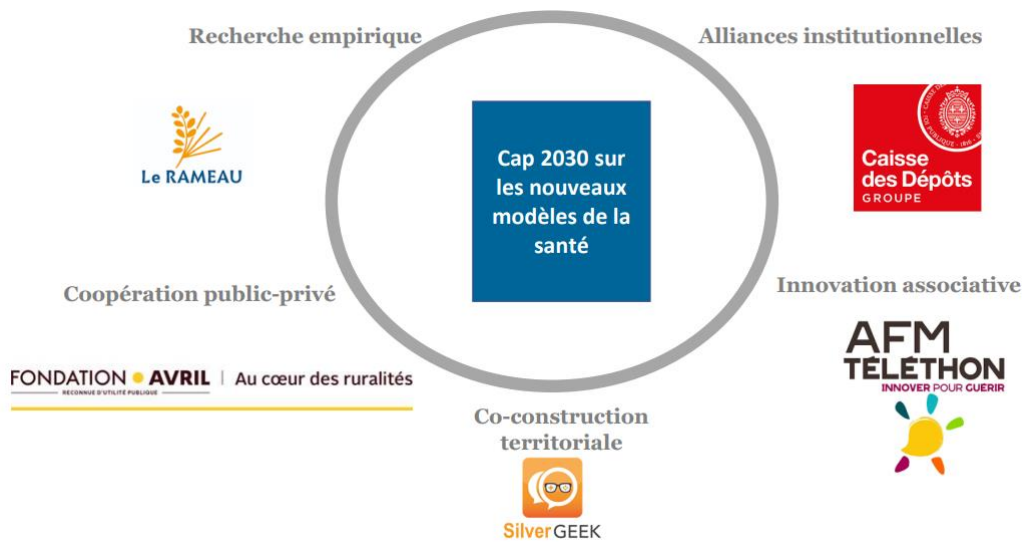 Recherche empirique
Alliances institutionnelles
Le RAMEAU
Cap 2030 sur
les nouveaux
modèles de la
santé
Caisse
des Dépôts
GROUPE
Coopération public-privé
Innovation associative
FONDATION AVRIL | Au cœur des ruralités
RECONNUE D'UTILITÉ PUBLIQUE
AFM
TÉLÉTHON
INNOVER POUR GUÉRIR
Co-construction
territoriale
SilverGEEK